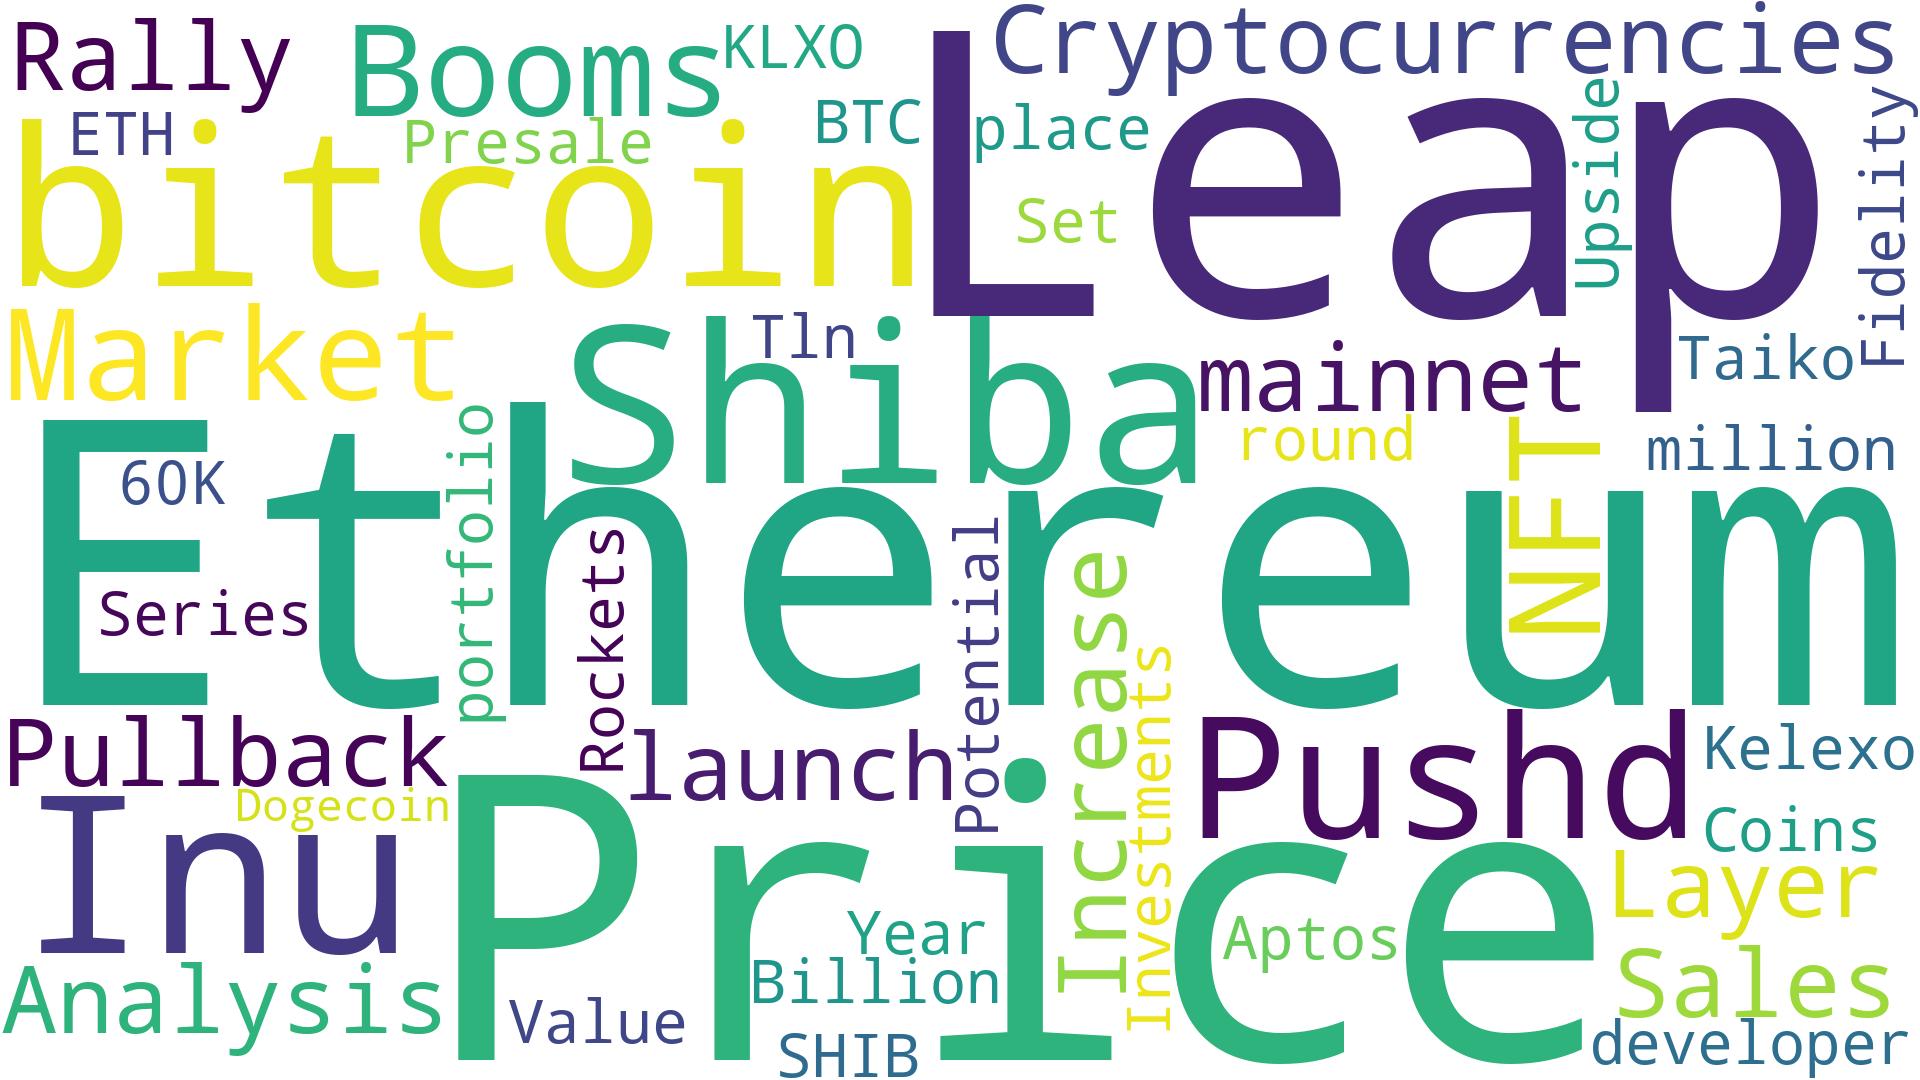 Rally
Booms
KLXO
Cryptocurrencies
ETH
Presale
BTC
place
Upside
Fidelity
bitcoin
Leap
Set
Market
Shiba
Tln
mainnet
Taiko
round
million
60K
portfolio
Ethereum
NFT
Series
Rockets
Potential
Increase
Investments
Pullback
launch
Pushd
Kelexo
Dogecoin
Inu
Price
Coins
Layer
Year
Aptos
Analysis
Billion
Sales
Value
SHIB
developer